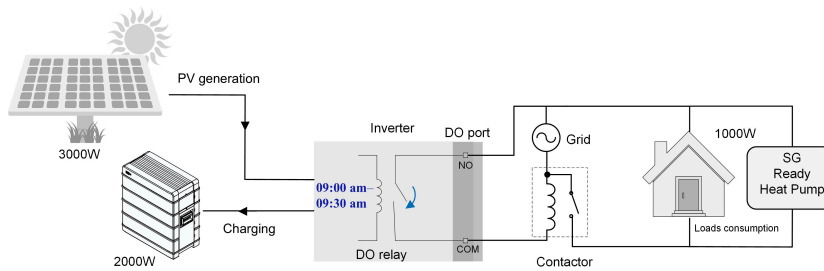 PV generation
3000W
Inverter
DO port
Grid
1000W
SG
Ready
Heat Pump
NO
09:00 am
09:30 am
Charging
DO relay
COM
Contactor
Loads consumption
2000W